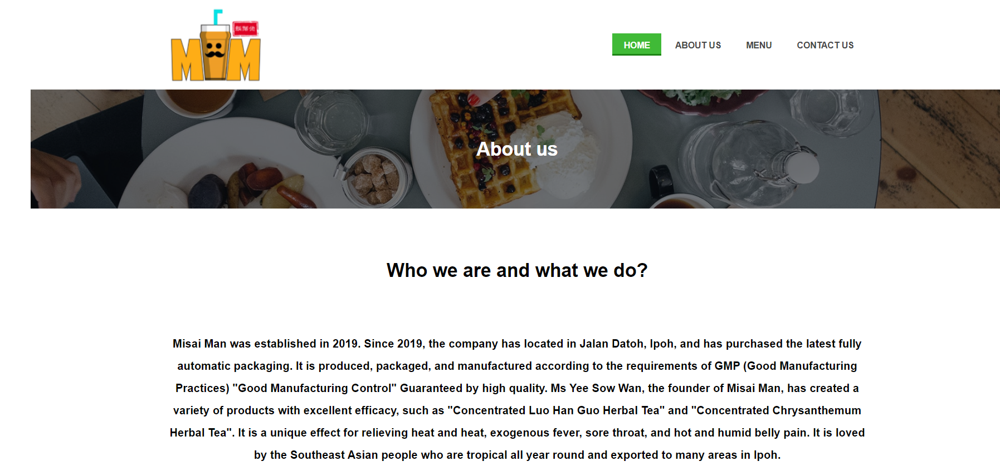 MM
HOME ABOUT US MENU CONTACT US
About us
Who we are and what we do?
Misai Man was established in 2019. Since 2019, the company has located in Jalan Datoh, Ipoh, and has purchased the latest fully
automatic packaging. It is produced, packaged, and manufactured according to the requirements of GMP (Good Manufacturing
Practices) "Good Manufacturing Control" Guaranteed by high quality. Ms Yee Sow Wan, the founder of Misai Man, has created a
variety of products with excellent efficacy, such as "Concentrated Luo Han Guo Herbal Tea" and "Concentrated Chrysanthemum
Herbal Tea". It is a unique effect for relieving heat and heat, exogenous fever, sore throat, and hot and humid belly pain. It is loved
by the Southeast Asian people who are tropical all year round and exported to many areas in Ipoh.